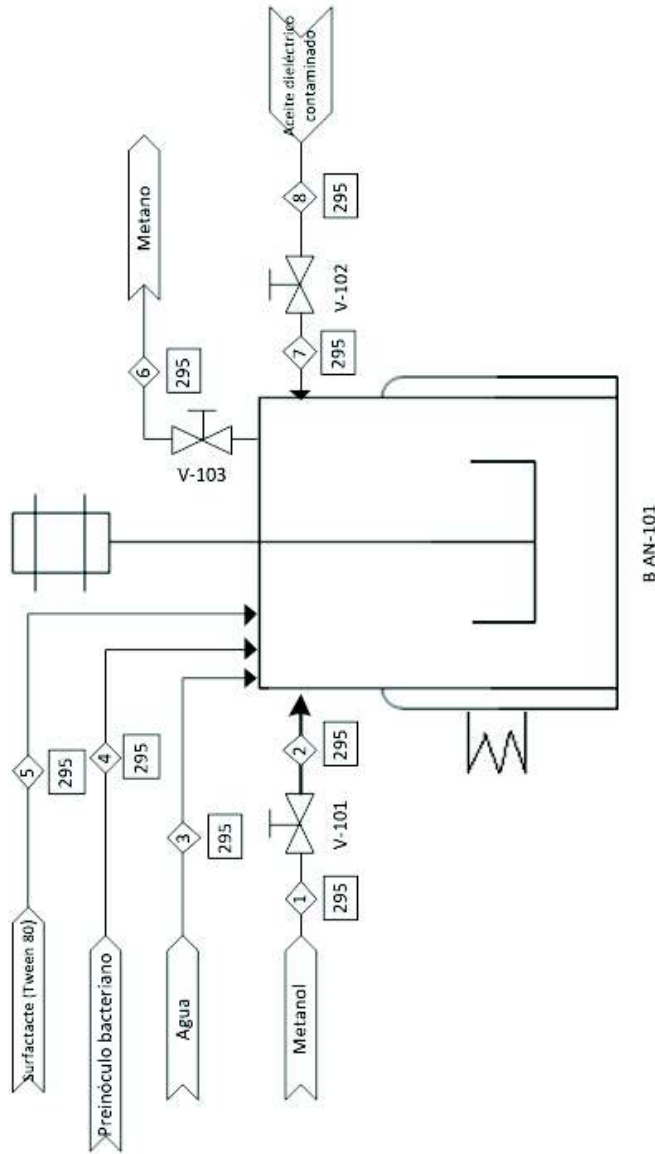 Surfactacte (Tween 80)
5
295
Preinóculo bacteriano
4
295
Agua
3
295
Metanol
1
295
V-101
2
295
V-103
6
295
Metano
7
295
V-102
8
295
Aceite dieléctrico
contaminado
B AN-101